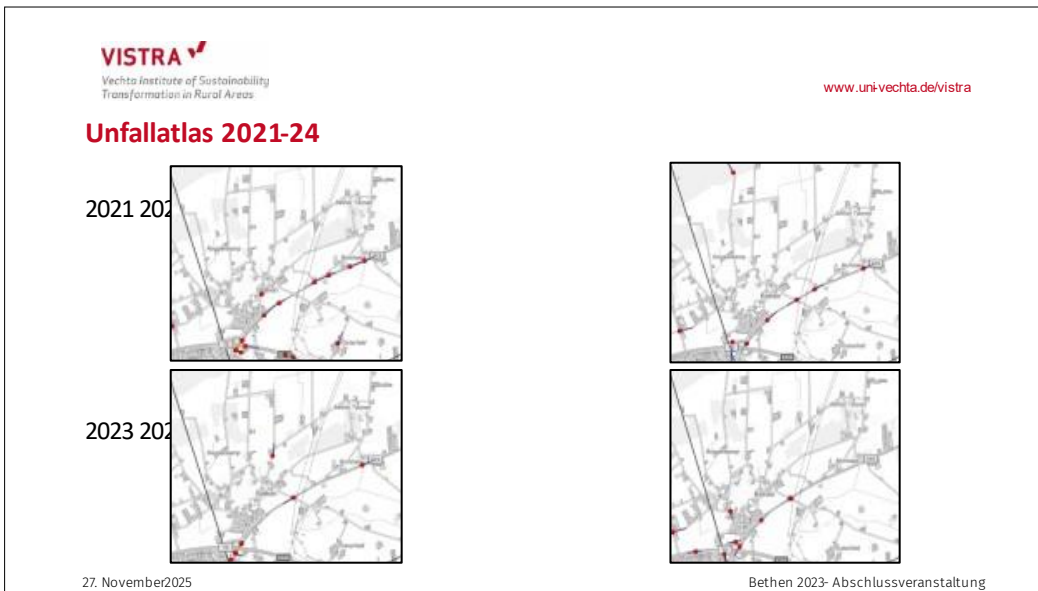 VISTRA
Vechta Institute of Sustainability
Transformation in Rural Areas
www.uni-vechta.de/vistra
Unfallatlas 2021-24
2021 202
2023 202
27. November2025
Bethen 2023- Abschlussveranstaltung